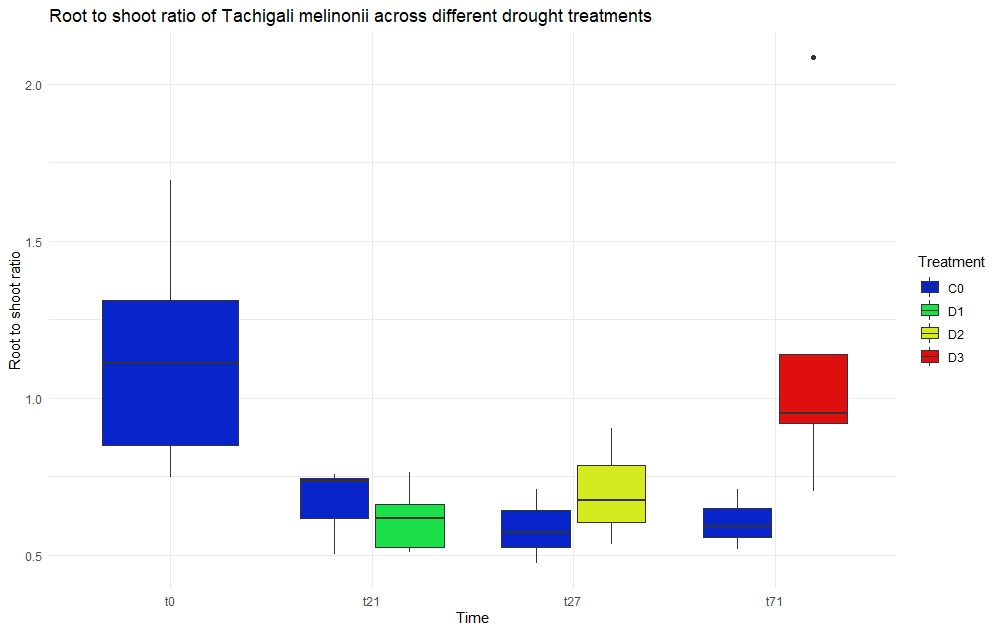 Root to shoot ratio of Tachigali melinonii across different drought treatments
Root to shoot ratio
2.0
1.5
1.0
0.5
t0
t21
t27
t71
Time
Treatment
C0
D1
D2
D3